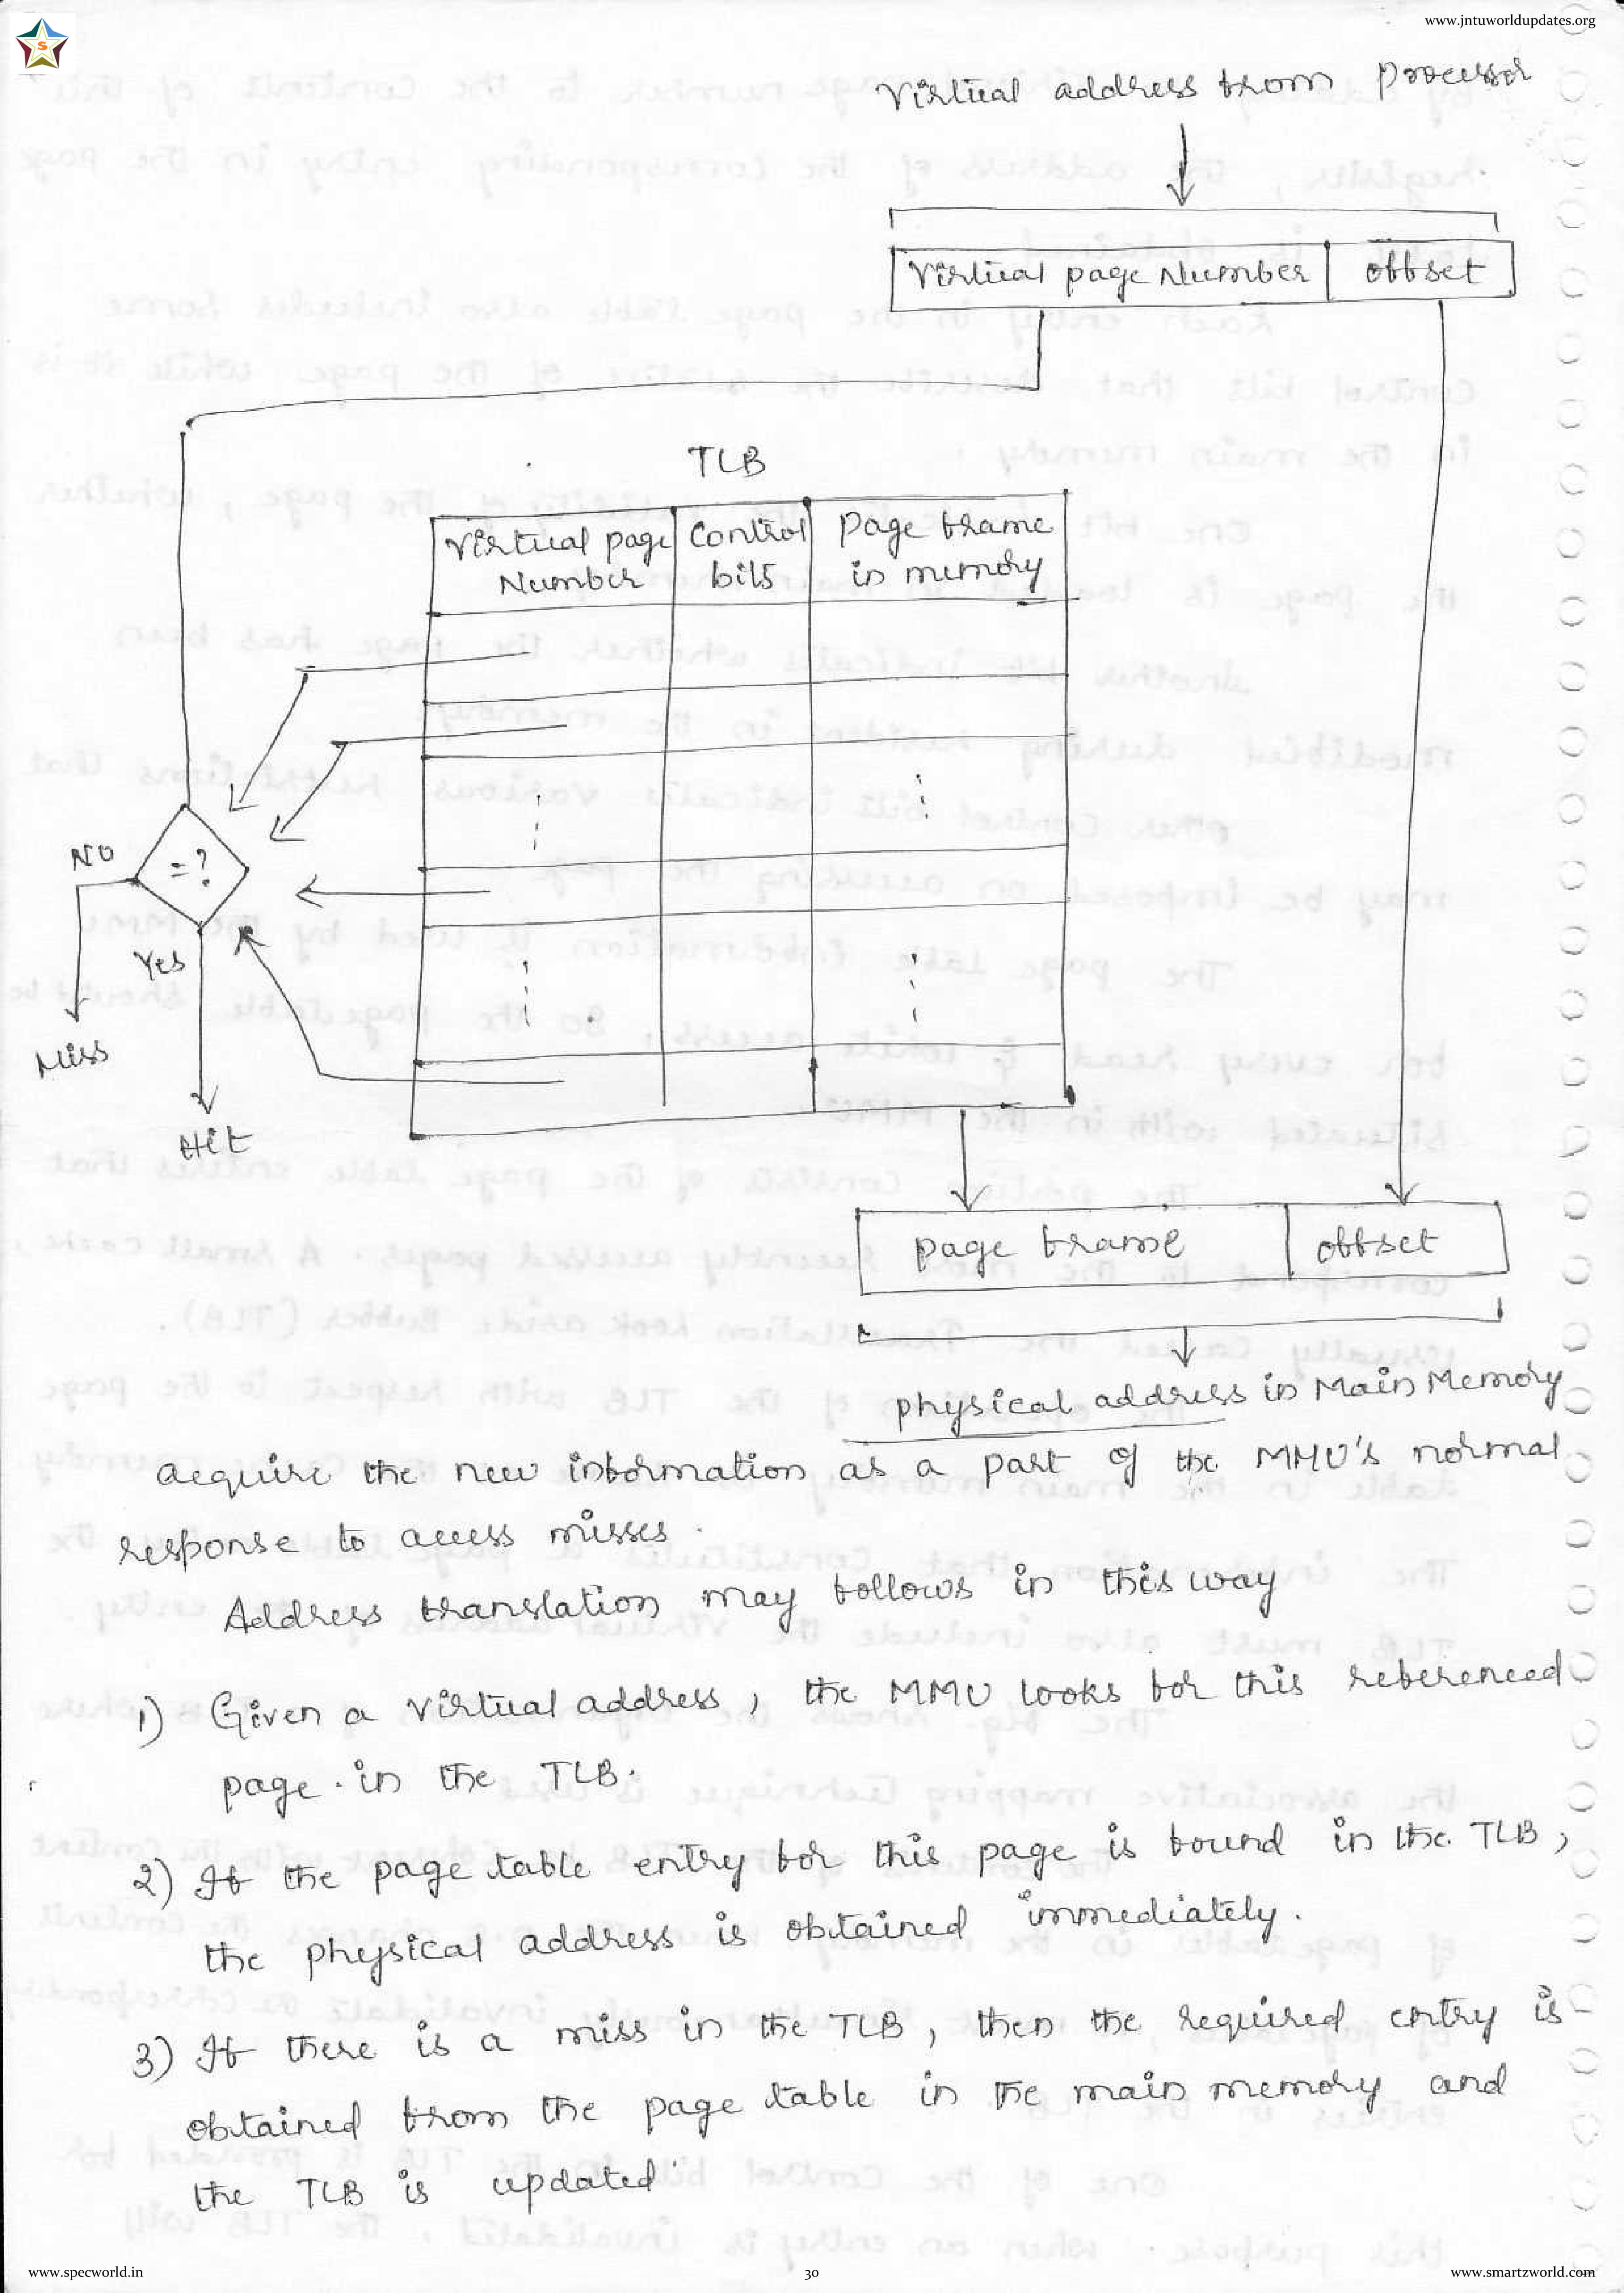 www.jntuworldupdates.org
S
Virtual address from processor
Virtual page Number offset
TLB
Virtual page Control page frame
Number bits in memory
=?
No
Yes
Miss
Hit
page frame offset
physical address in Main Memory
acquire the new information as a part of the MMU's normal
response to access misses.
Address translation may follows in this way
1) Given a virtual address, the MMU looks for this referenced
page in the TLB.
2) If the page table entry for this page is found in the TLB,
the physical address is obtained immediately.
3) If there is a miss in the TLB, then the required entry is
obtained from the page table in the main memory and
the TLB is updated
www.specworld.in 30 www.smartzworld.com